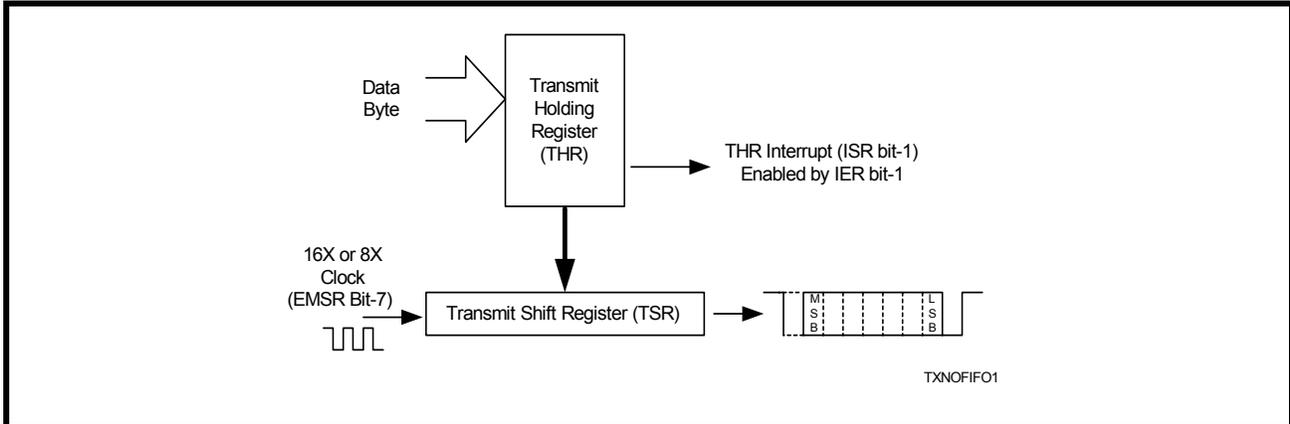 Data
Byte
Transmit
Holding
Register
(THR)
THR Interrupt (ISR bit-1)
Enabled by IER bit-1
16X or 8X
Clock
(EMSR Bit-7)
Transmit Shift Register (TSR)
M
S
B
L
S
B
TXNOFIFO1